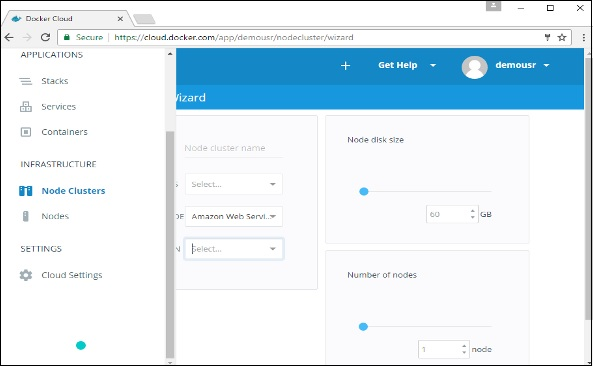 Docker Cloud
Secure
https://cloud.docker.com/app/demousr/nodecluster/wizard
APPLICATIONS
Stacks
Services
Containers
INFRASTRUCTURE
Node Clusters
Nodes
SETTINGS
Cloud Settings
Get Help
demousr
Wizard
Node cluster name
S
Select...
DE
Amazon Web Servi...
N
Select...
Node disk size
60
GB
Number of nodes
1
node